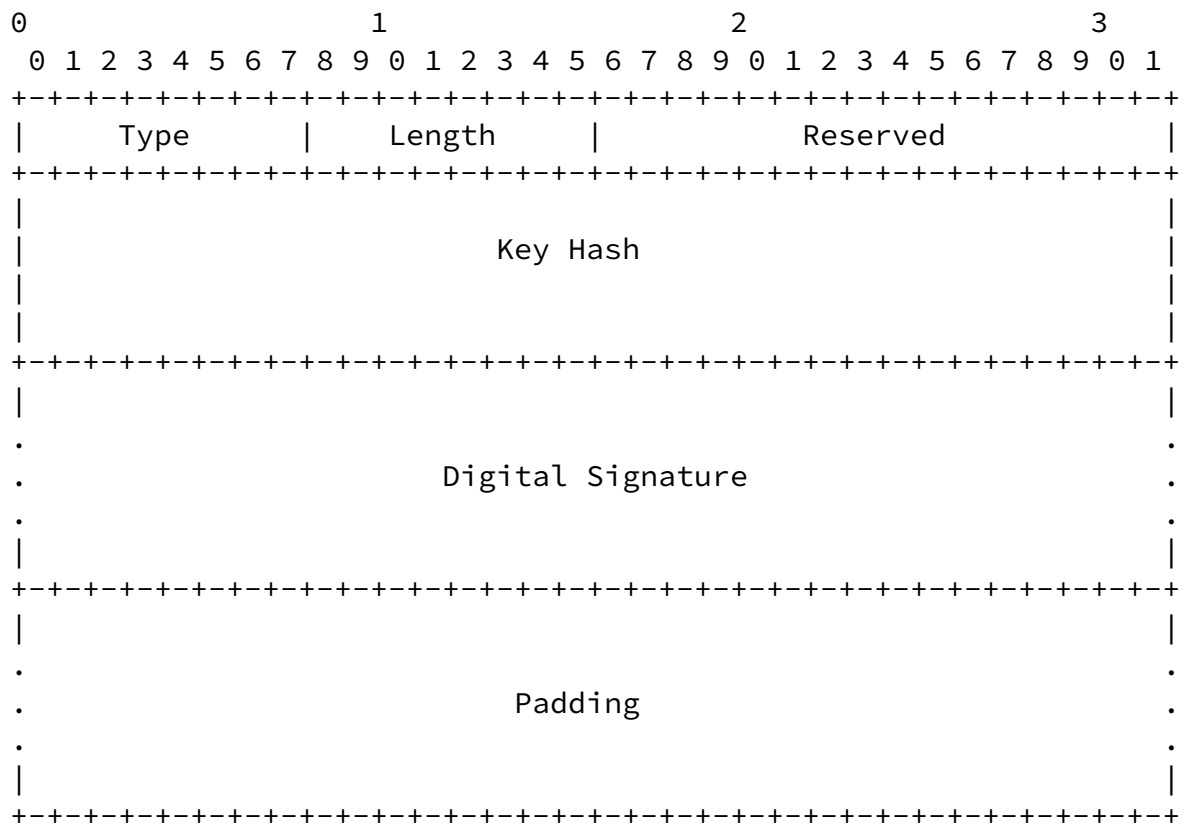 0                   1                   2                   3
 0 1 2 3 4 5 6 7 8 9 0 1 2 3 4 5 6 7 8 9 0 1 2 3 4 5 6 7 8 9 0 1
+-+-+-+-+-+-+-+-+-+-+-+-+-+-+-+-+-+-+-+-+-+-+-+-+-+-+-+-+-+-+-+-+
|     Type      |    Length     |           Reserved            |
+-+-+-+-+-+-+-+-+-+-+-+-+-+-+-+-+-+-+-+-+-+-+-+-+-+-+-+-+-+-+-+-+
|                                                               |
|                          Key Hash                             |
|                                                               |
|                                                               |
+-+-+-+-+-+-+-+-+-+-+-+-+-+-+-+-+-+-+-+-+-+-+-+-+-+-+-+-+-+-+-+-+
|                                                               |
.                                                               .
.                       Digital Signature                       .
.                                                               .
|                                                               |
+-+-+-+-+-+-+-+-+-+-+-+-+-+-+-+-+-+-+-+-+-+-+-+-+-+-+-+-+-+-+-+-+
|                                                               |
.                                                               .
.                           Padding                             .
.                                                               .
|                                                               |
+-+-+-+-+-+-+-+-+-+-+-+-+-+-+-+-+-+-+-+-+-+-+-+-+-+-+-+-+-+-+-+-+